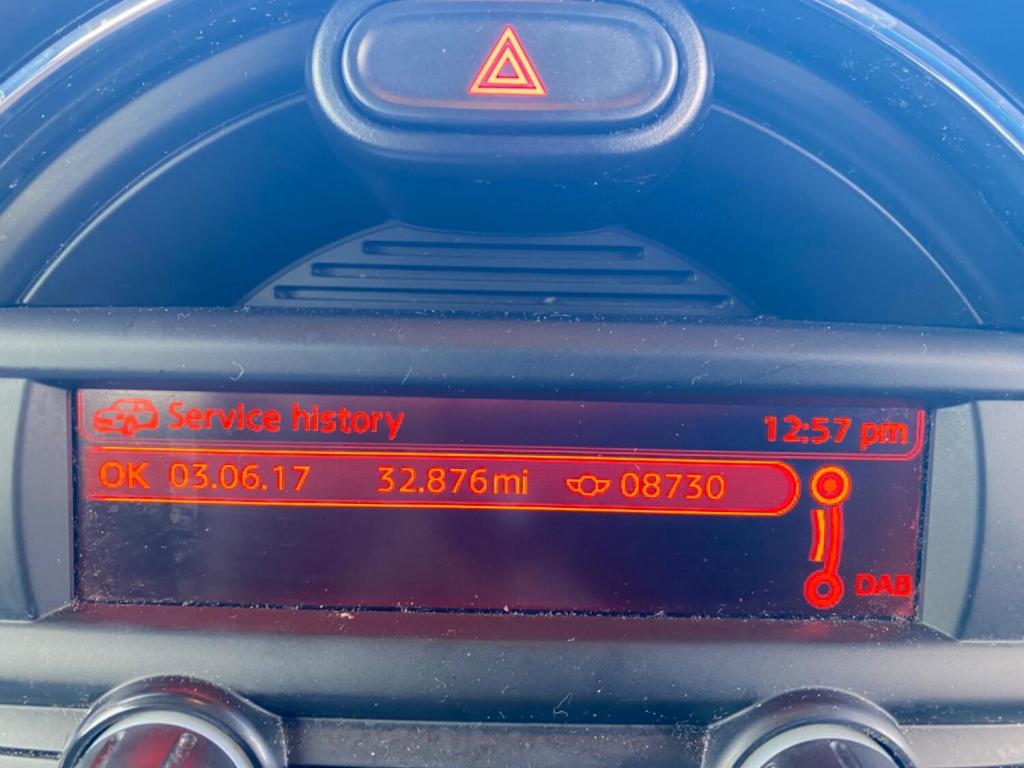 Service history 12:57 pm
OK 03.06.17 32.876mi 08730
DAB